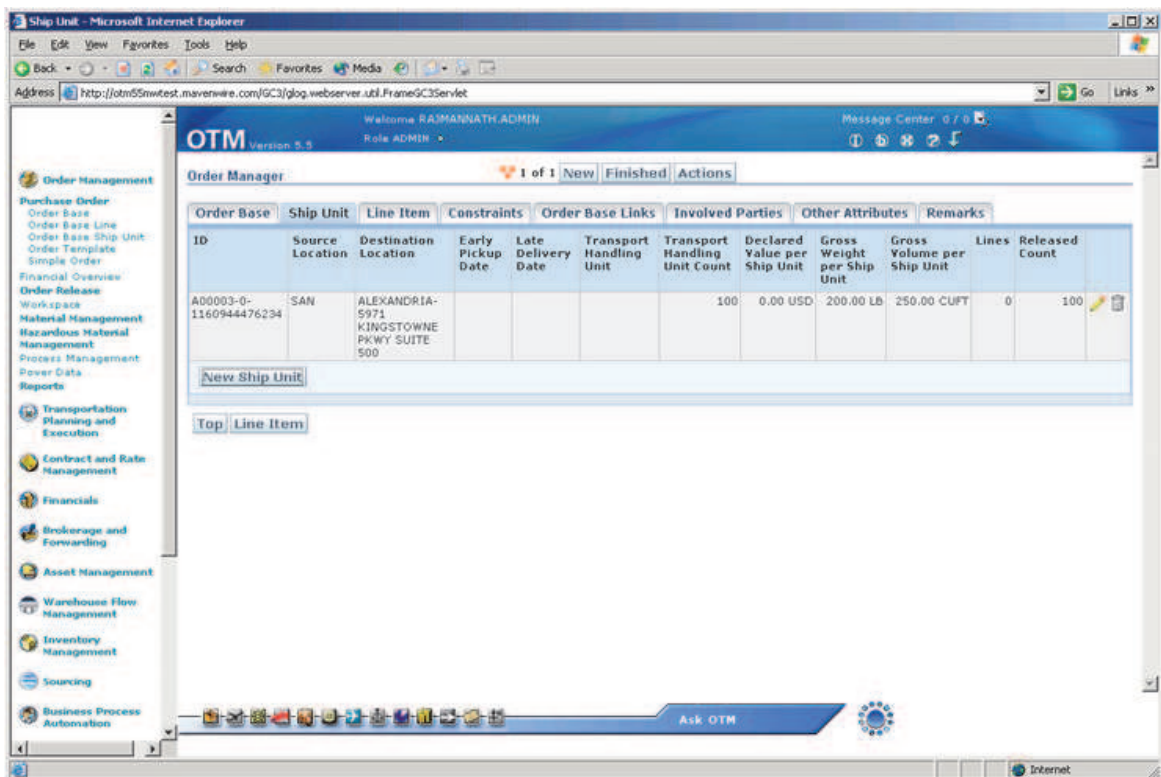 Ship Unit - Microsoft Internet Explorer
File Edit View Favorites Tools Help
Back Search Favorites Media
Address http://otm55mwtest.mavenwire.com/GC3/glog.webserver.util.FrameGC3Servlet Go Links »
OTM Version 5.5
Welcome RAJMANNATH.ADMIN
Role ADMIN
Message Center 0 / 0
Order Management
Purchase Order
Order Base
Order Base Line
Order Base Ship Unit
Order Template
Simple Order
Financial Overview
Order Release
Workspace
Material Management
Hazardous Material
Management
Process Management
Power Data
Reports
Transportation
Planning and
Execution
Contract and Rate
Management
Financials
Brokerage and
Forwarding
Asset Management
Warehouse Flow
Management
Inventory
Management
Sourcing
Business Process
Automation
Order Manager
1 of 1 New Finished Actions
Order Base Ship Unit Line Item Constraints Order Base Links Involved Parties Other Attributes Remarks
ID Source Location Destination Location Early Pickup Date Late Delivery Date Transport Handling Unit Transport Handling Unit Count Declared Value per Ship Unit Gross Weight per Ship Unit Gross Volume per Ship Unit Lines Released Count
A00003-0-
1160944476234
SAN
ALEXANDRIA-
5971
KINGSTOWNE
PKWY SUITE
500
100 0.00 USD 200.00 LB 250.00 CUFT 0 100
New Ship Unit
Top Line Item
Ask OTM
Internet